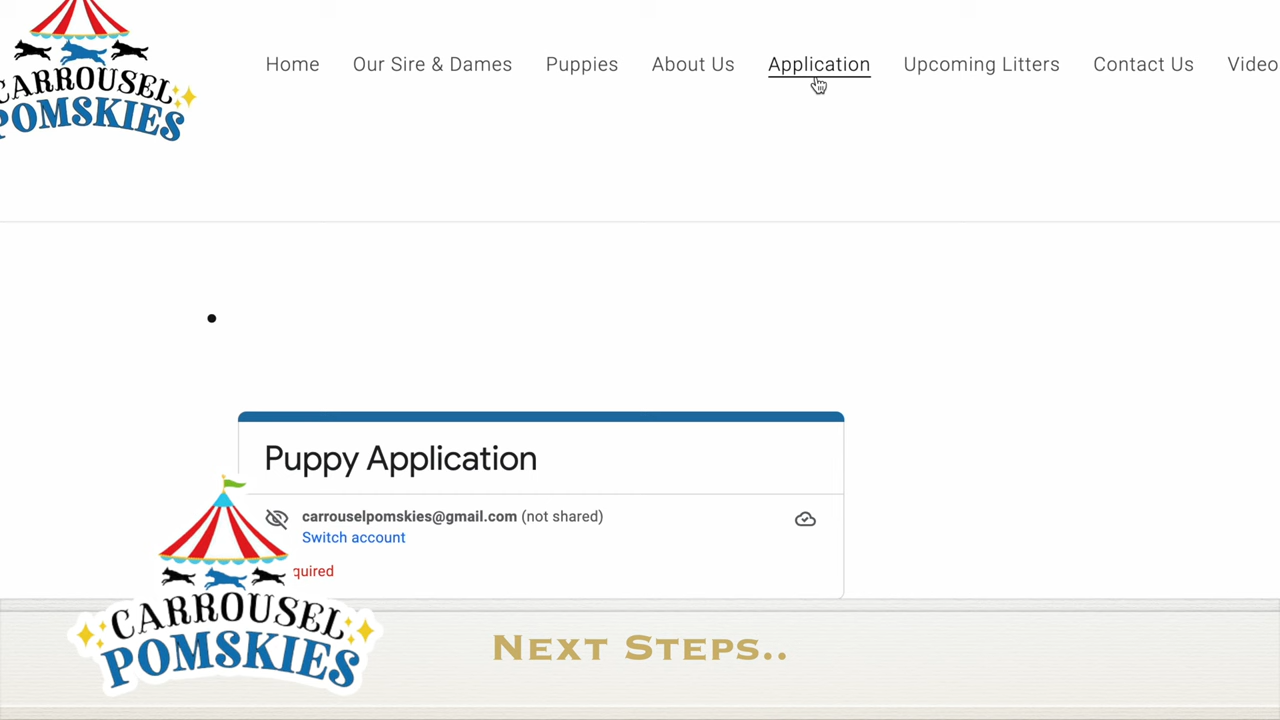 CARROUSEL
POMSKIES
Home Our Sire & Dames Puppies About Us Application Upcoming Litters Contact Us Video
Puppy Application
carrouselpomskies@gmail.com (not shared)
Switch account
quired
CARROUSEL
POMSKIES
NEXT STEPS..